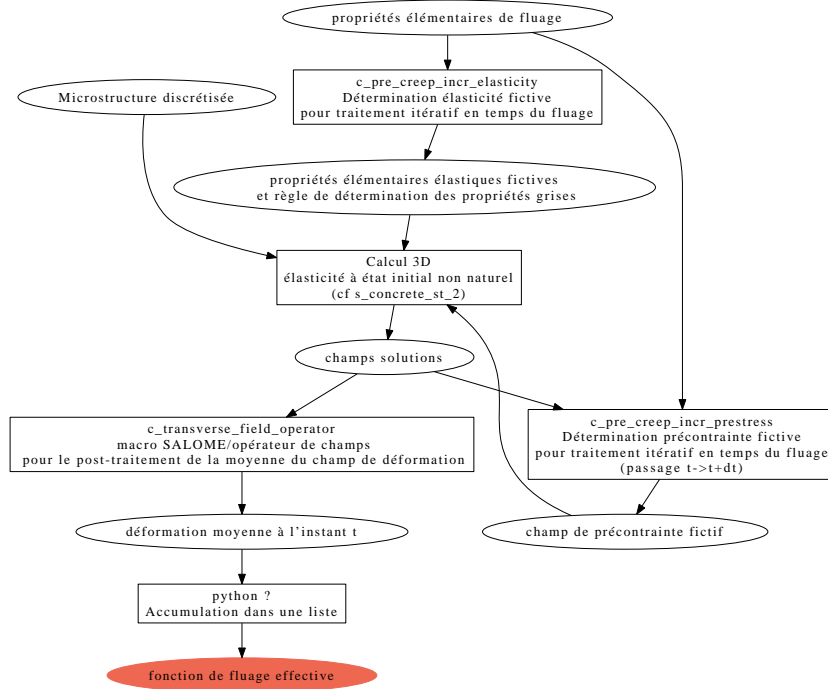 propriétés élémentaires de fluage
c_pre_creep_incr_elasticity
Détermination élasticité fictive
pour traitement itératif en temps du fluage
Microstructure discrétisée
propriétés élémentaires élastiques fictives
et règle de détermination des propriétés grises
Calcul 3D
élasticité à état initial non naturel
(cf s_concrete_st_2)
champs solutions
c_transverse_field_operator
macro SALOME/opérateur de champs
pour le post-traitement de la moyenne du champ de déformation
c_pre_creep_incr_prestress
Détermination précontrainte fictive
pour traitement itératif en temps du fluage
(passage t->t+dt)
déformation moyenne à l'instant t
champ de précontrainte fictif
python ?
Accumulation dans une liste
fonction de fluage effective